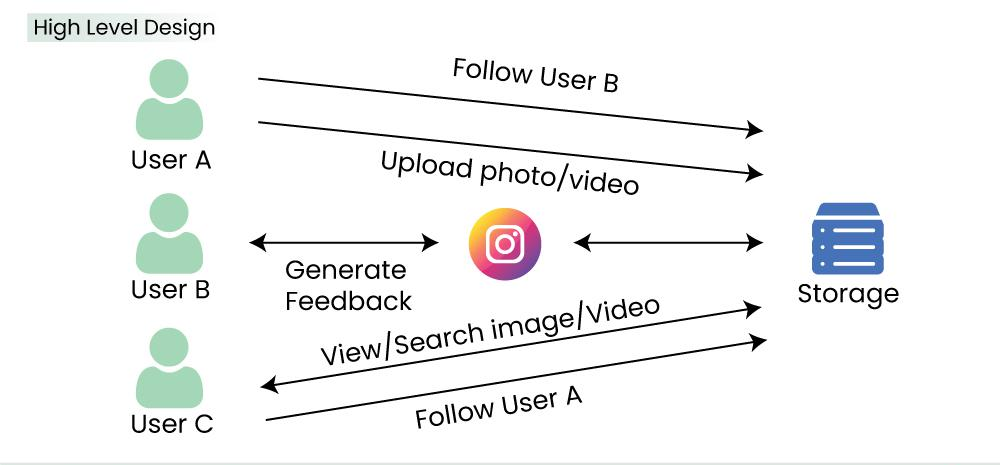 High Level Design
Follow User B
User A
Upload photo/video
User B
Generate
Feedback
Storage
View/Search image/Video
User C
Follow User A